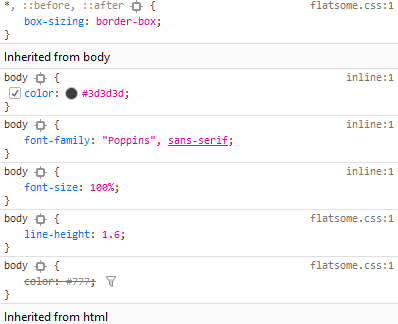 *, ::before, ::after { flatsome.css:1
box-sizing: border-box;
}
Inherited from body
body { inline:1
color: #3d3d3d;
}
body { inline:1
font-family: "Poppins", sans-serif;
}
body { inline:1
font-size: 100%;
}
body { flatsome.css:1
line-height: 1.6;
}
body { flatsome.css:1
color: #777;
}
Inherited from html